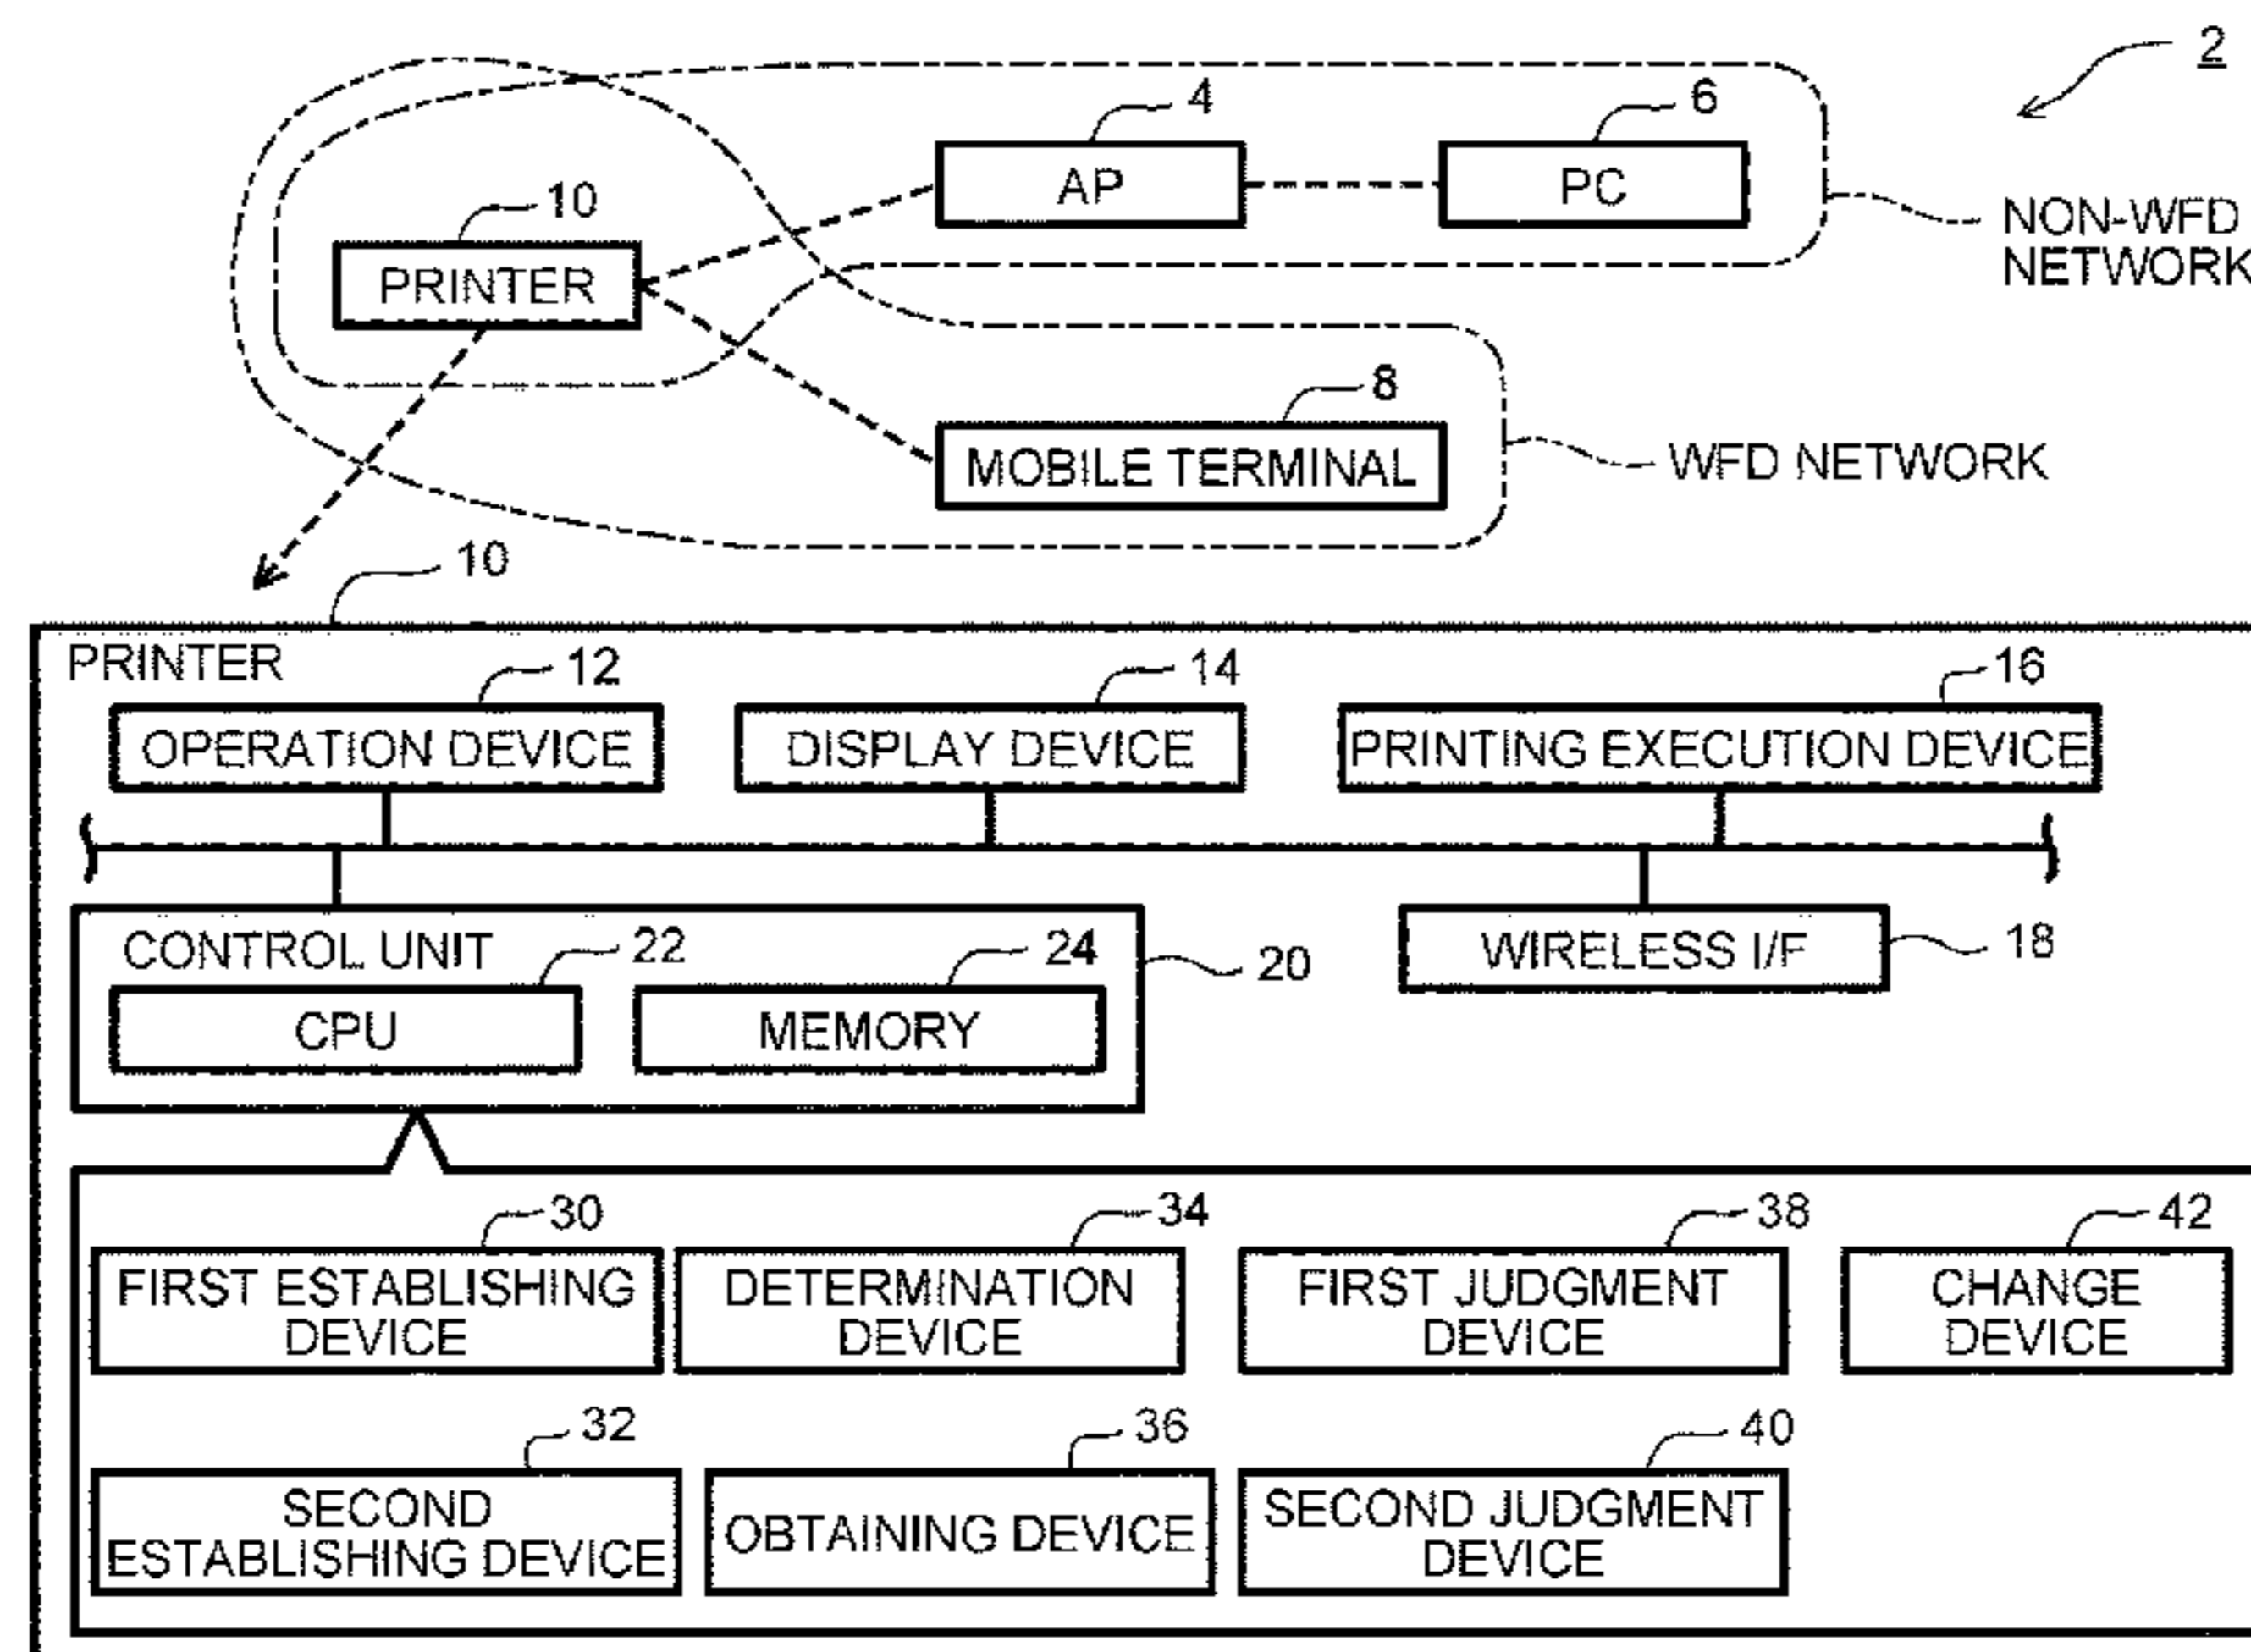 2
4
6
AP
PC
10
PRINTER
NON-WFD
NETWORK
8
MOBILE TERMINAL
WFD NETWORK
10
PRINTER
12
14
16
OPERATION DEVICE
DISPLAY DEVICE
PRINTING EXECUTION DEVICE
CONTROL UNIT
22
24
20
WIRELESS I/F
18
CPU
MEMORY
30
34
38
42
FIRST ESTABLISHING
DEVICE
DETERMINATION
DEVICE
FIRST JUDGMENT
DEVICE
CHANGE
DEVICE
32
36
40
SECOND
ESTABLISHING DEVICE
OBTAINING DEVICE
SECOND JUDGMENT
DEVICE